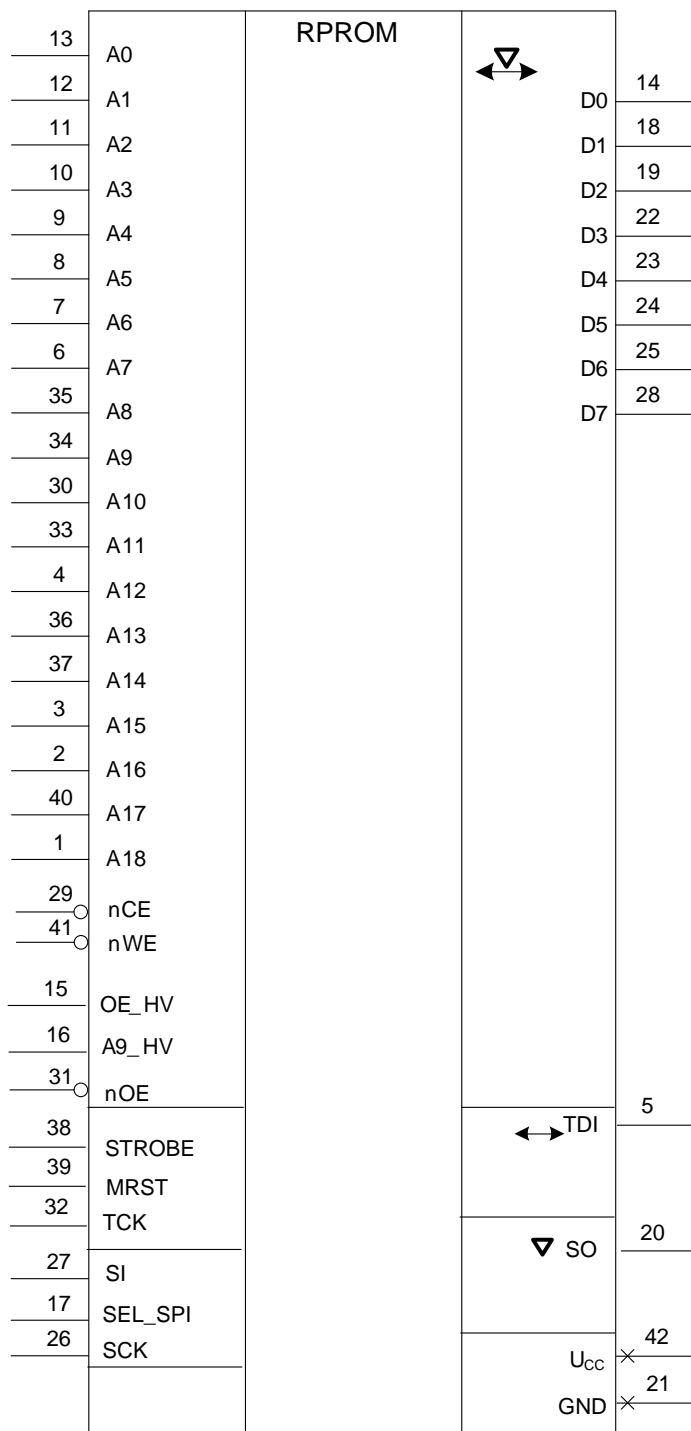 RPROM
13 A0
12 A1
11 A2
10 A3
9 A4
8 A5
7 A6
6 A7
35 A8
34 A9
30 A10
33 A11
4 A12
36 A13
37 A14
3 A15
2 A16
40 A17
1 A18
29 nCE
41 nWE
15 OE_HV
16 A9_HV
31 nOE
38 STROBE
39 MRST
32 TCK
27 SI
17 SEL_SPI
26 SCK
D0 14
D1 18
D2 19
D3 22
D4 23
D5 24
D6 25
D7 28
TDI 5
SO 20
UCC 42
GND 21